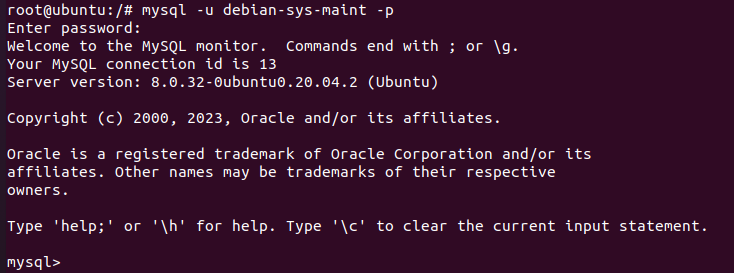 root@ubuntu:/# mysql -u debian-sys-maint -p
Enter password:
Welcome to the MySQL monitor.  Commands end with ; or \g.
Your MySQL connection id is 13
Server version: 8.0.32-0ubuntu0.20.04.2 (Ubuntu)

Copyright (c) 2000, 2023, Oracle and/or its affiliates.

Oracle is a registered trademark of Oracle Corporation and/or its
affiliates. Other names may be trademarks of their respective
owners.

Type 'help;' or '\h' for help. Type '\c' to clear the current input statement.

mysql>